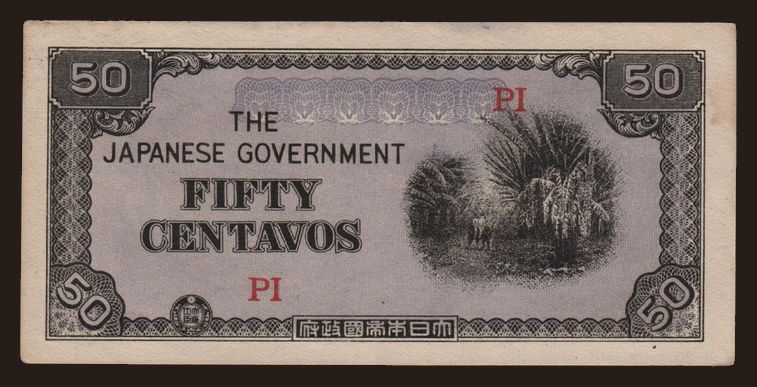 50 50
PI
THE
JAPANESE GOVERNMENT
FIFTY
CENTAVOS
PI
50 50
府政國帝本日大